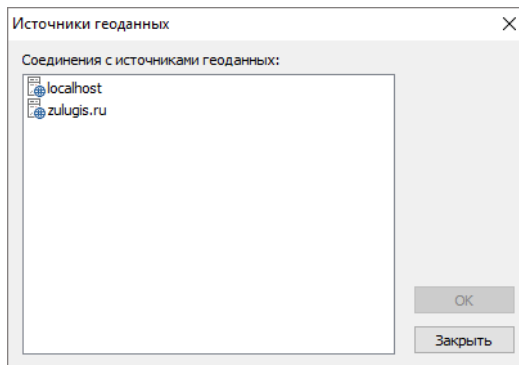 Источники геоданных
Соединения с источниками геоданных:
localhost
zulugis.ru
OK
Закрыть